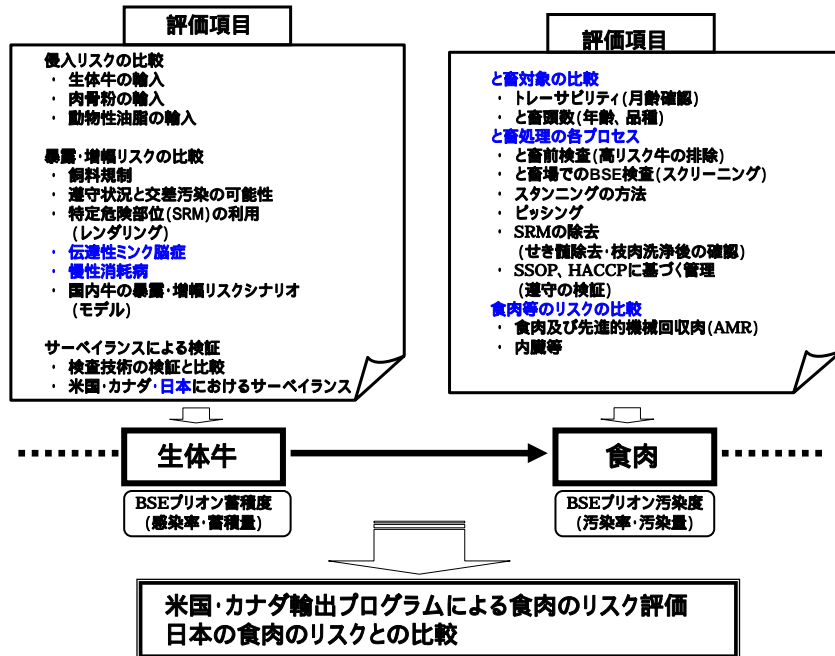 評価項目
侵入リスクの比較
・ 生体牛の輸入
・ 肉骨粉の輸入
・ 動物性油脂の輸入
暴露・増幅リスクの比較
・ 飼料規制
・ 遵守状況と交差汚染の可能性
・ 特定危険部位(SRM)の利用
(レンダリング)
・ 伝達性ミンク脳症
・ 慢性消耗病
・ 国内牛の暴露・増幅リスクシナリオ
(モデル)
サーベイランスによる検証
・ 検査技術の検証と比較
・ 米国・カナダ・日本におけるサーベイランス
評価項目
と畜対象の比較
・ トレーサビリティ(月齢確認)
・ と畜頭数(年齢、品種)
と畜処理の各プロセス
・ と畜前検査(高リスク牛の排除)
・ と畜場でのBSE検査(スクリーニング)
・ スタンニングの方法
・ ピッシング
・ SRMの除去
(せき髄除去・枝肉洗浄後の確認)
・ SSOP、HACCPに基づく管理
(遵守の検証)
食肉等のリスクの比較
・ 食肉及び先進的機械回収肉(AMR)
・ 内臓等
生体牛
食肉
BSEプリオン蓄積度
(感染率・蓄積量)
BSEプリオン汚染度
(汚染率・汚染量)
米国・カナダ輸出プログラムによる食肉のリスク評価
日本の食肉のリスクとの比較